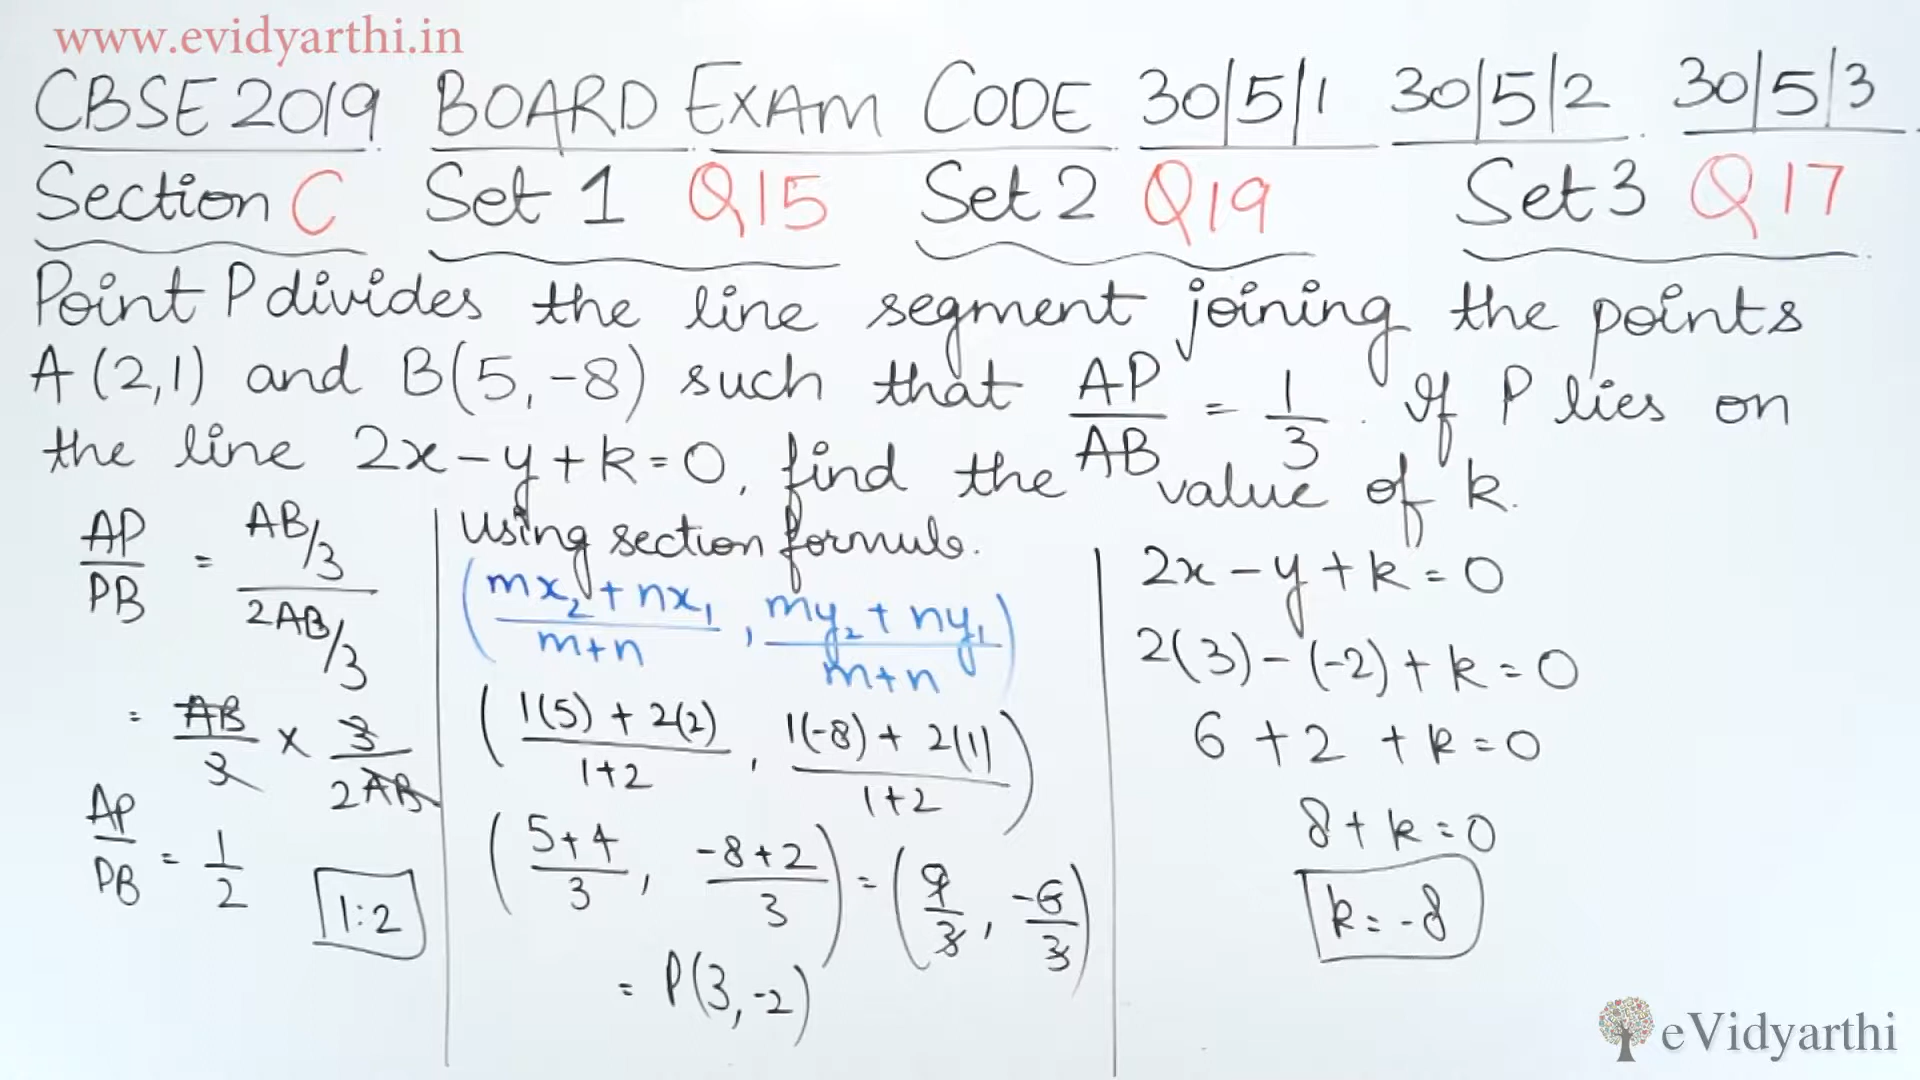 www.evidyarthi.in
CBSE 2019 BOARD EXAM CODE 30/5/1 30/5/2 30/5/3
Section C Set 1 Q15 Set 2 Q19 Set 3 Q17
Point P divides the line segment joining the points
A(2,1) and B(5,-8) such that AP/AB = 1/3. If P lies on
the line 2x-y+k=0, find the value of k.
AP/PB = (AB/3)/(2AB/3)
= AB/3 × 3/2AB
AP/PB = 1/2
1:2
Using section formula.
((mx₂+nx₁)/(m+n), (my₂+ny₁)/(m+n))
((1(5)+2(2))/(1+2), (1(-8)+2(1))/(1+2))
((5+4)/3, (-8+2)/3) = (9/3, -6/3)
= P(3,-2)
2x-y+k=0
2(3)-(-2)+k=0
6+2+k=0
8+k=0
k=-8
eVidyarthi